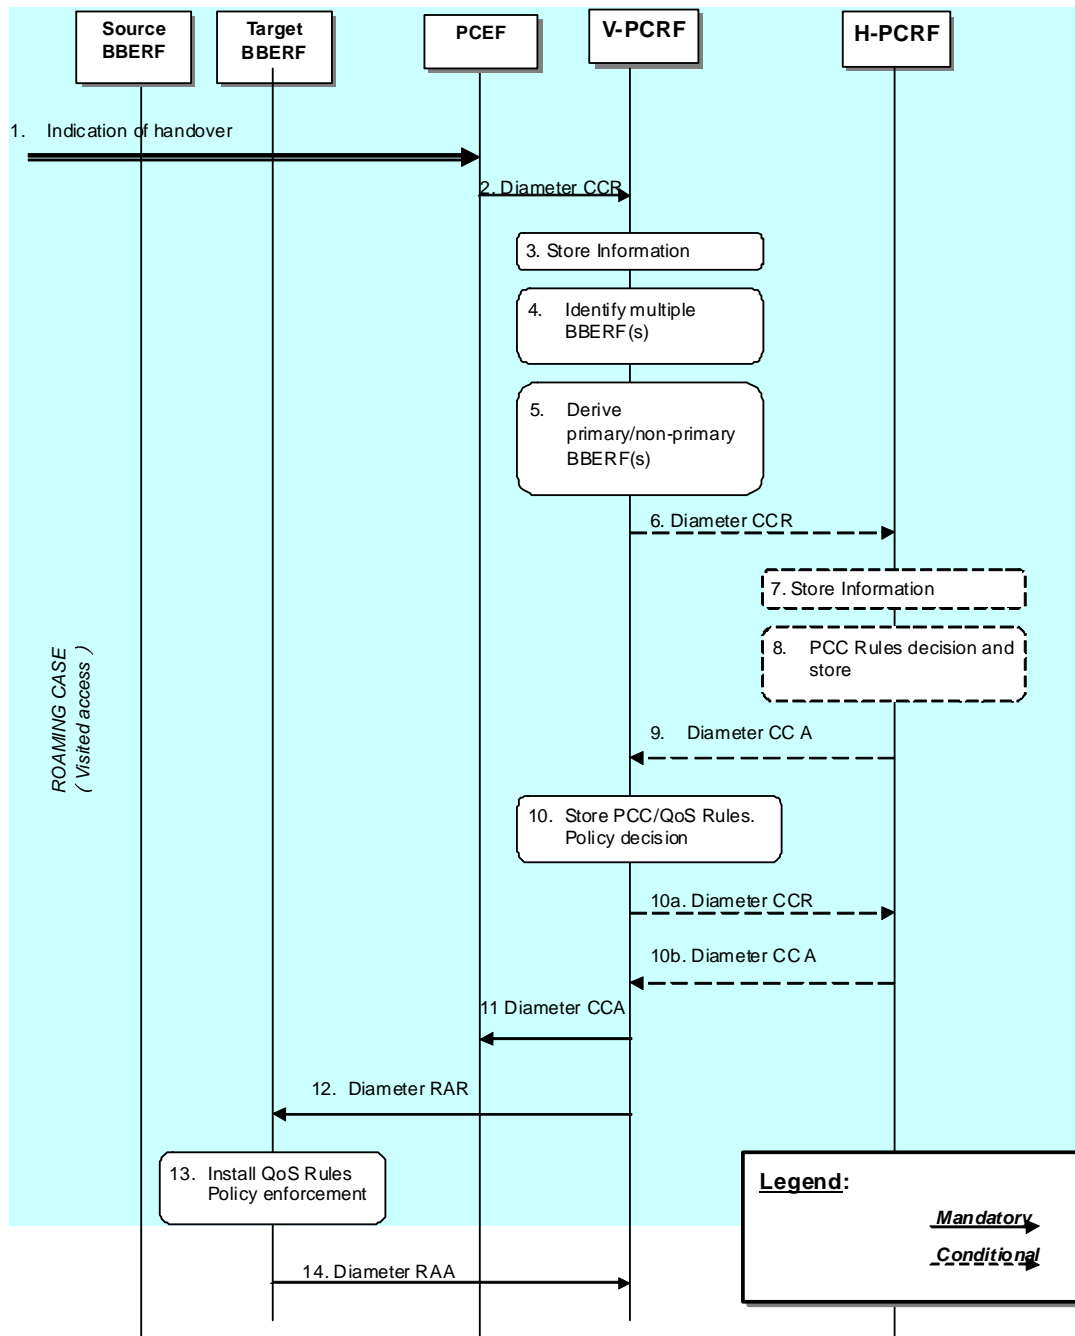 Source
BBERF
Target
BBERF
PCEF
V-PCRF
H-PCRF
1. Indication of handover
2. Diameter CCR
3. Store Information
4. Identify multiple
BBERF(s)
5. Derive
primary/non-primary
BBERF(s)
6. Diameter CCR
7. Store Information
8. PCC Rules decision and
store
9. Diameter CC A
ROAMING CASE
( Visited access )
10. Store PCC/QoS Rules.
Policy decision
10a. Diameter CCR
10b. Diameter CC A
11 Diameter CCA
12. Diameter RAR
13. Install QoS Rules
Policy enforcement
14. Diameter RAA
Legend:
Mandatory
Conditional